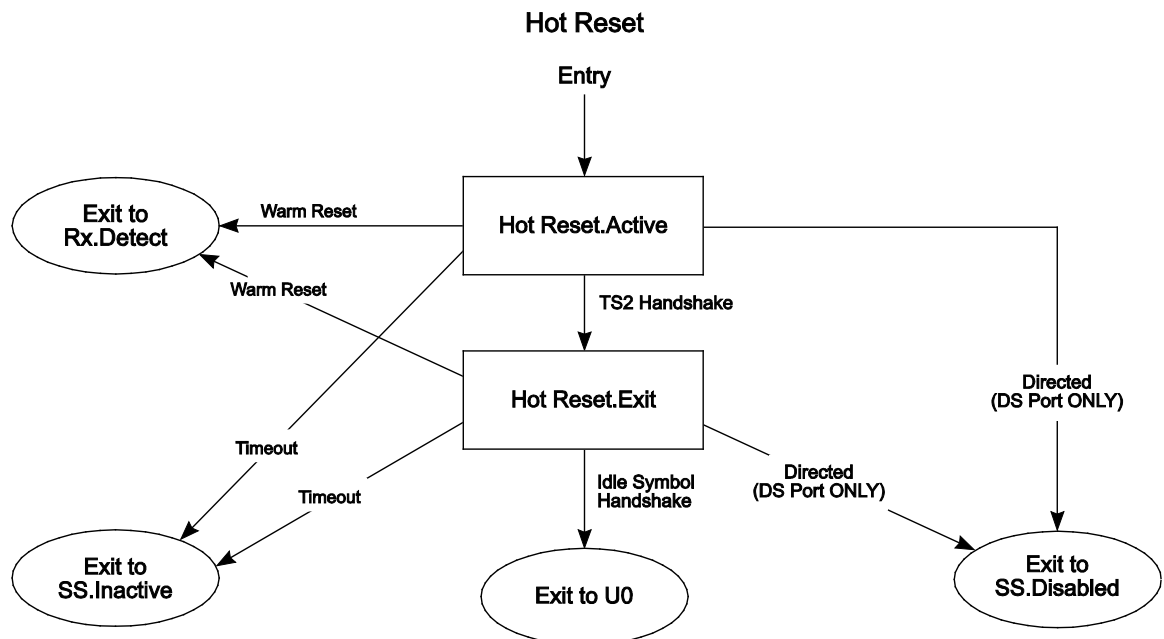 Hot Reset
Entry
Exit to
Rx.Detect
Warm Reset
Hot Reset.Active
Warm Reset
TS2 Handshake
Hot Reset.Exit
Directed
(DS Port ONLY)
Timeout
Timeout
Idle Symbol
Handshake
Directed
(DS Port ONLY)
Exit to
SS.Inactive
Exit to U0
Exit to
SS.Disabled